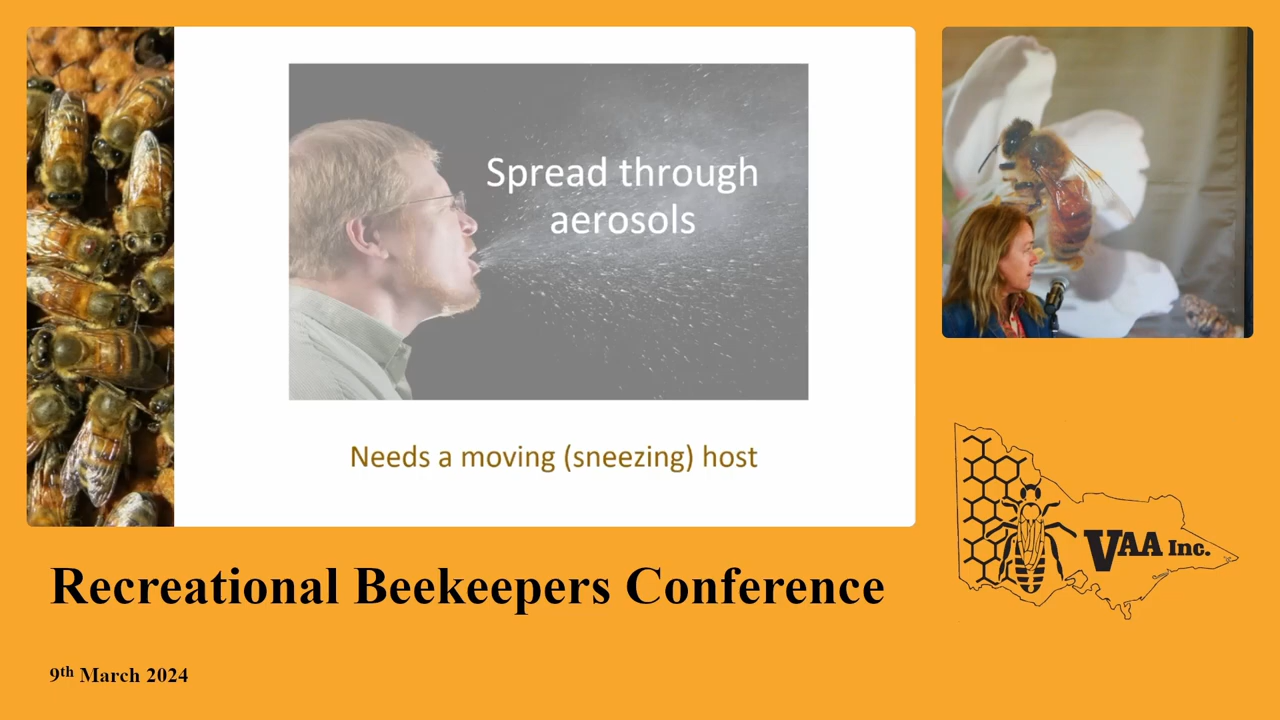 Spread through
aerosols
Needs a moving (sneezing) host
VAA Inc.
Recreational Beekeepers Conference
9th March 2024